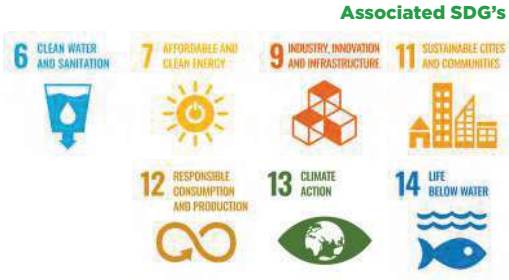 Associated SDG's
6 CLEAN WATER
AND SANITATION
7 AFFORDABLE AND
CLEAN ENERGY
9 INDUSTRY, INNOVATION
AND INFRASTRUCTURE
11 SUSTAINABLE CITIES
AND COMMUNITIES
12 RESPONSIBLE
CONSUMPTION
AND PRODUCTION
13 CLIMATE
ACTION
14 LIFE
BELOW WATER